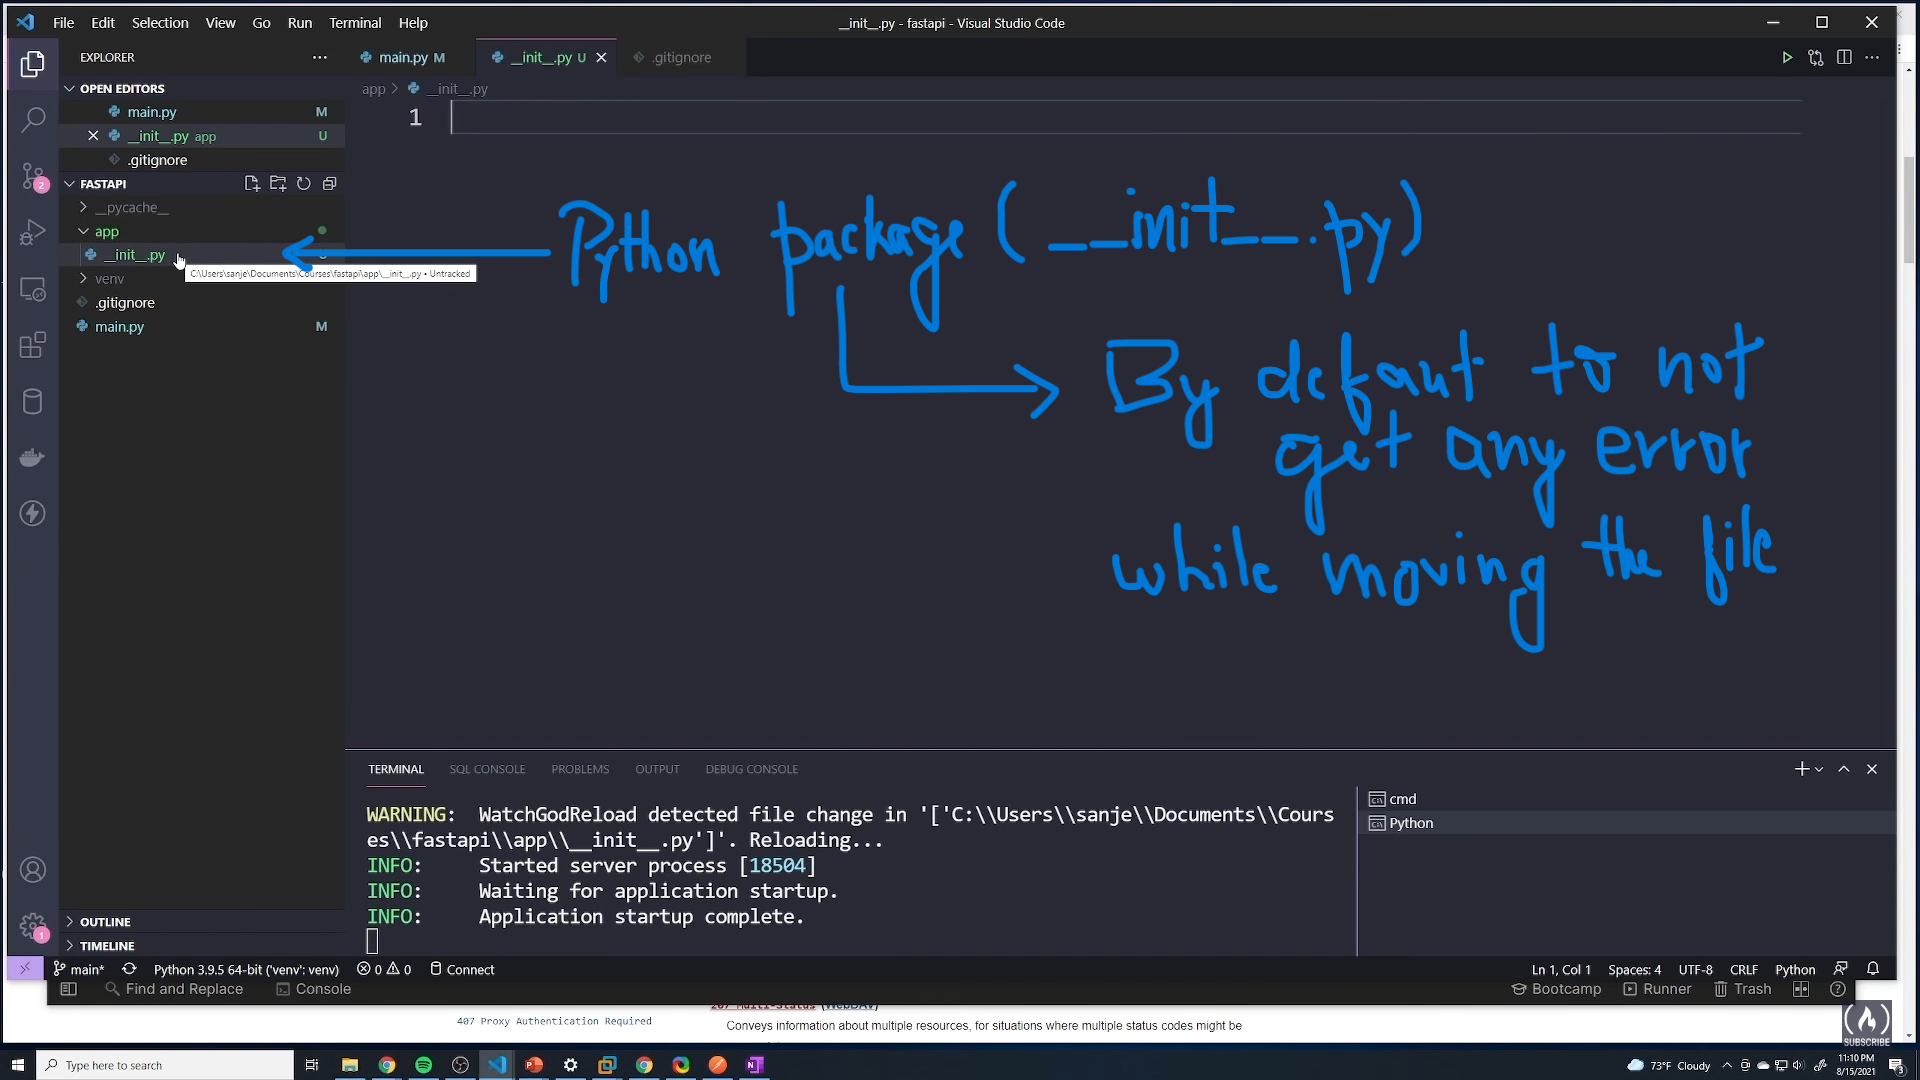 File Edit Selection View Go Run Terminal Help
__init__.py - fastapi - Visual Studio Code
EXPLORER
main.py M
__init__.py U
.gitignore
OPEN EDITORS
main.py M
__init__.py app U
.gitignore
app > __init__.py
1
FASTAPI
__pycache__
app
__init__.py
C:\Users\sanje\Documents\Courses\fastapi\app\__init__.py • Untracked
venv
.gitignore
main.py M
Python package (__init__.py)
By defaut to not
get any error
while moving the file
TERMINAL SQL CONSOLE PROBLEMS OUTPUT DEBUG CONSOLE
WARNING: WatchGodReload detected file change in '['C:\\Users\\sanje\\Documents\\Cours
es\\fastapi\\app\\__init__.py']'. Reloading...
INFO: Started server process [18504]
INFO: Waiting for application startup.
INFO: Application startup complete.
cmd
Python
OUTLINE
TIMELINE
2
1
main* Python 3.9.5 64-bit ('venv': venv) 0 0 Connect
Ln 1, Col 1 Spaces: 4 UTF-8 CRLF Python
Find and Replace Console
Bootcamp Runner Trash
207 Multi-Status (WebDAV)
407 Proxy Authentication Required
Conveys information about multiple resources, for situations where multiple status codes might be
SUBSCRIBE
Type here to search
73°F Cloudy
11:10 PM
8/15/2021
3